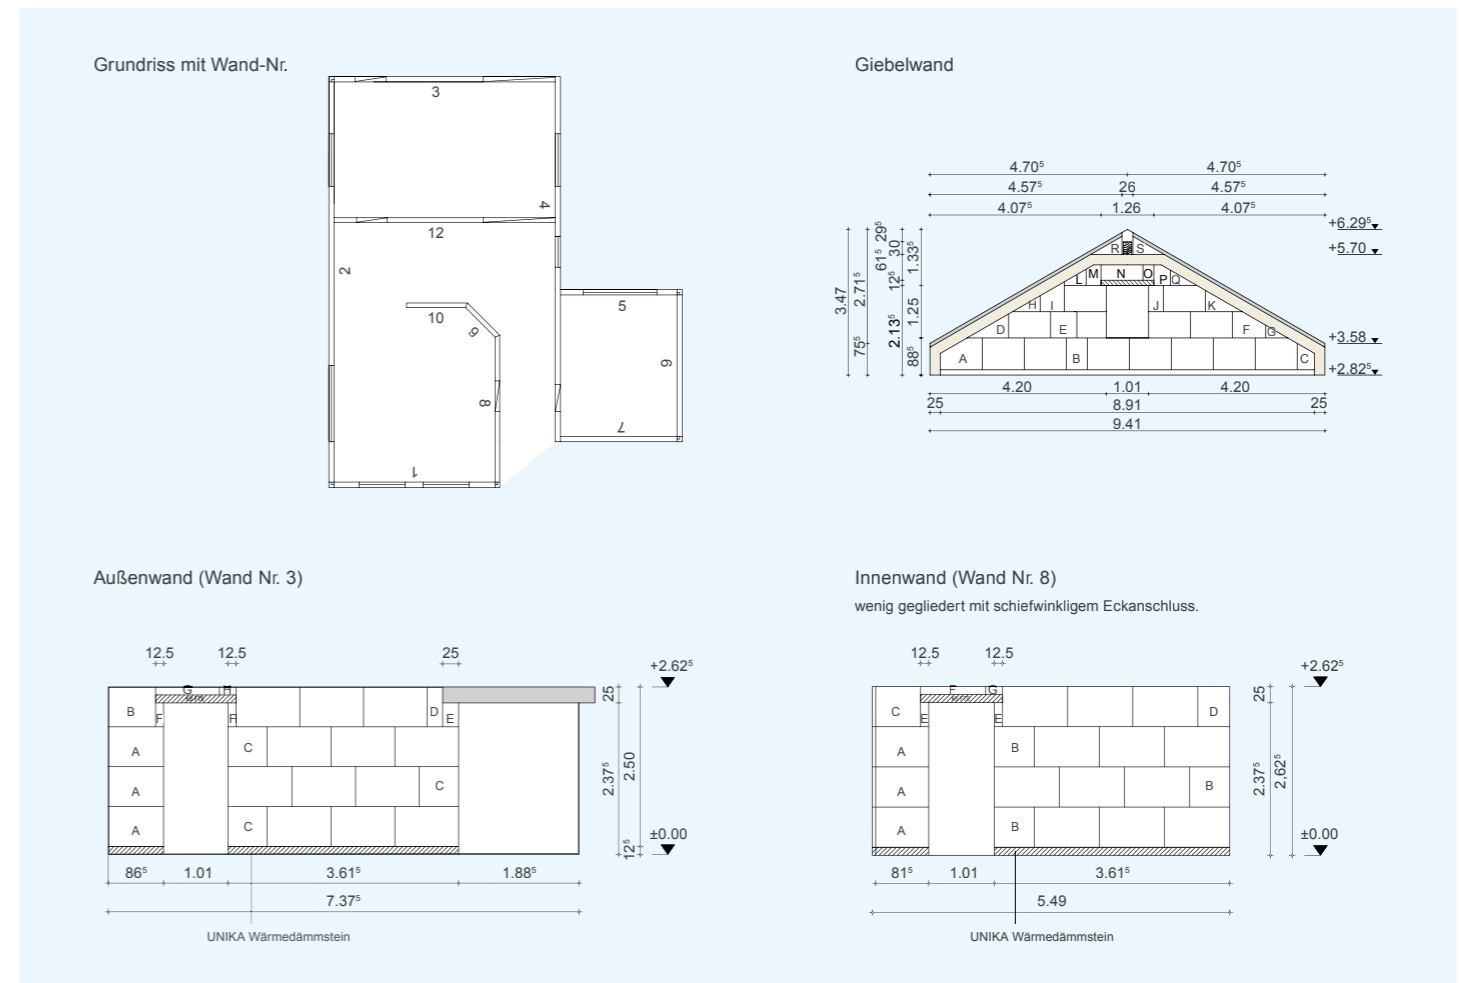 Grundriss mit Wand-Nr.
3
4
12
2
10
9
8
1
5
6
7
Giebelwand
4.70⁵ 4.70⁵
4.57⁵ 26 4.57⁵
4.07⁵ 1.26 4.07⁵
3.47
2.71⁵
75⁵
29⁵
30
61⁵
12⁵
2.13⁵
1.33⁵
1.25
88⁵
+6.29⁵
+5.70
+3.58
+2.82⁵
R S
L M N O P Q
H I J K
D E F G
A B C
4.20 1.01 4.20
25 8.91 25
9.41
Außenwand (Wand Nr. 3)
12.5 12.5 25
+2.62⁵
G H
B F F D E
A C
A C
A C
25
2.37⁵
2.50
12⁵
±0.00
86⁵ 1.01 3.61⁵ 1.88⁵
7.37⁵
UNIKA Wärmedämmstein
Innenwand (Wand Nr. 8)
wenig gegliedert mit schiefwinkligem Eckanschluss.
12.5 12.5
+2.62⁵
F G
C E E D
A B
A B
A B
25
2.37⁵
2,62⁵
±0.00
81⁵ 1.01 3.61⁵
5.49
UNIKA Wärmedämmstein